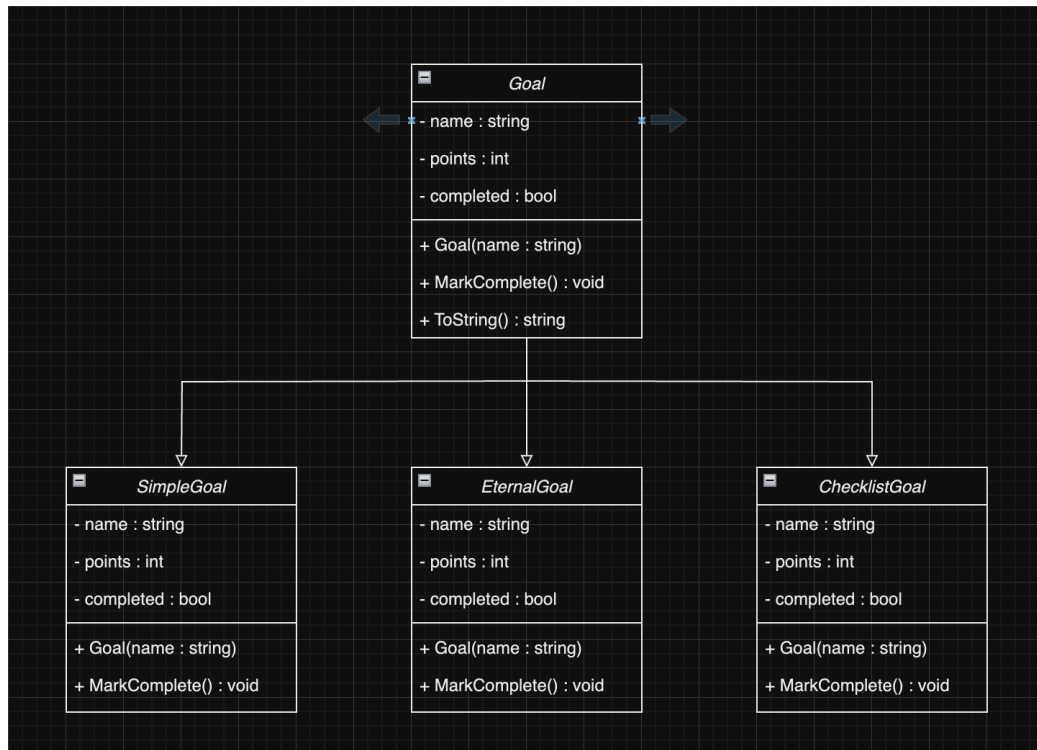 Goal
- name : string
- points : int
- completed : bool
+ Goal(name : string)
+ MarkComplete() : void
+ ToString() : string
SimpleGoal
- name : string
- points : int
- completed : bool
+ Goal(name : string)
+ MarkComplete() : void
EternalGoal
- name : string
- points : int
- completed : bool
+ Goal(name : string)
+ MarkComplete() : void
ChecklistGoal
- name : string
- points : int
- completed : bool
+ Goal(name : string)
+ MarkComplete() : void